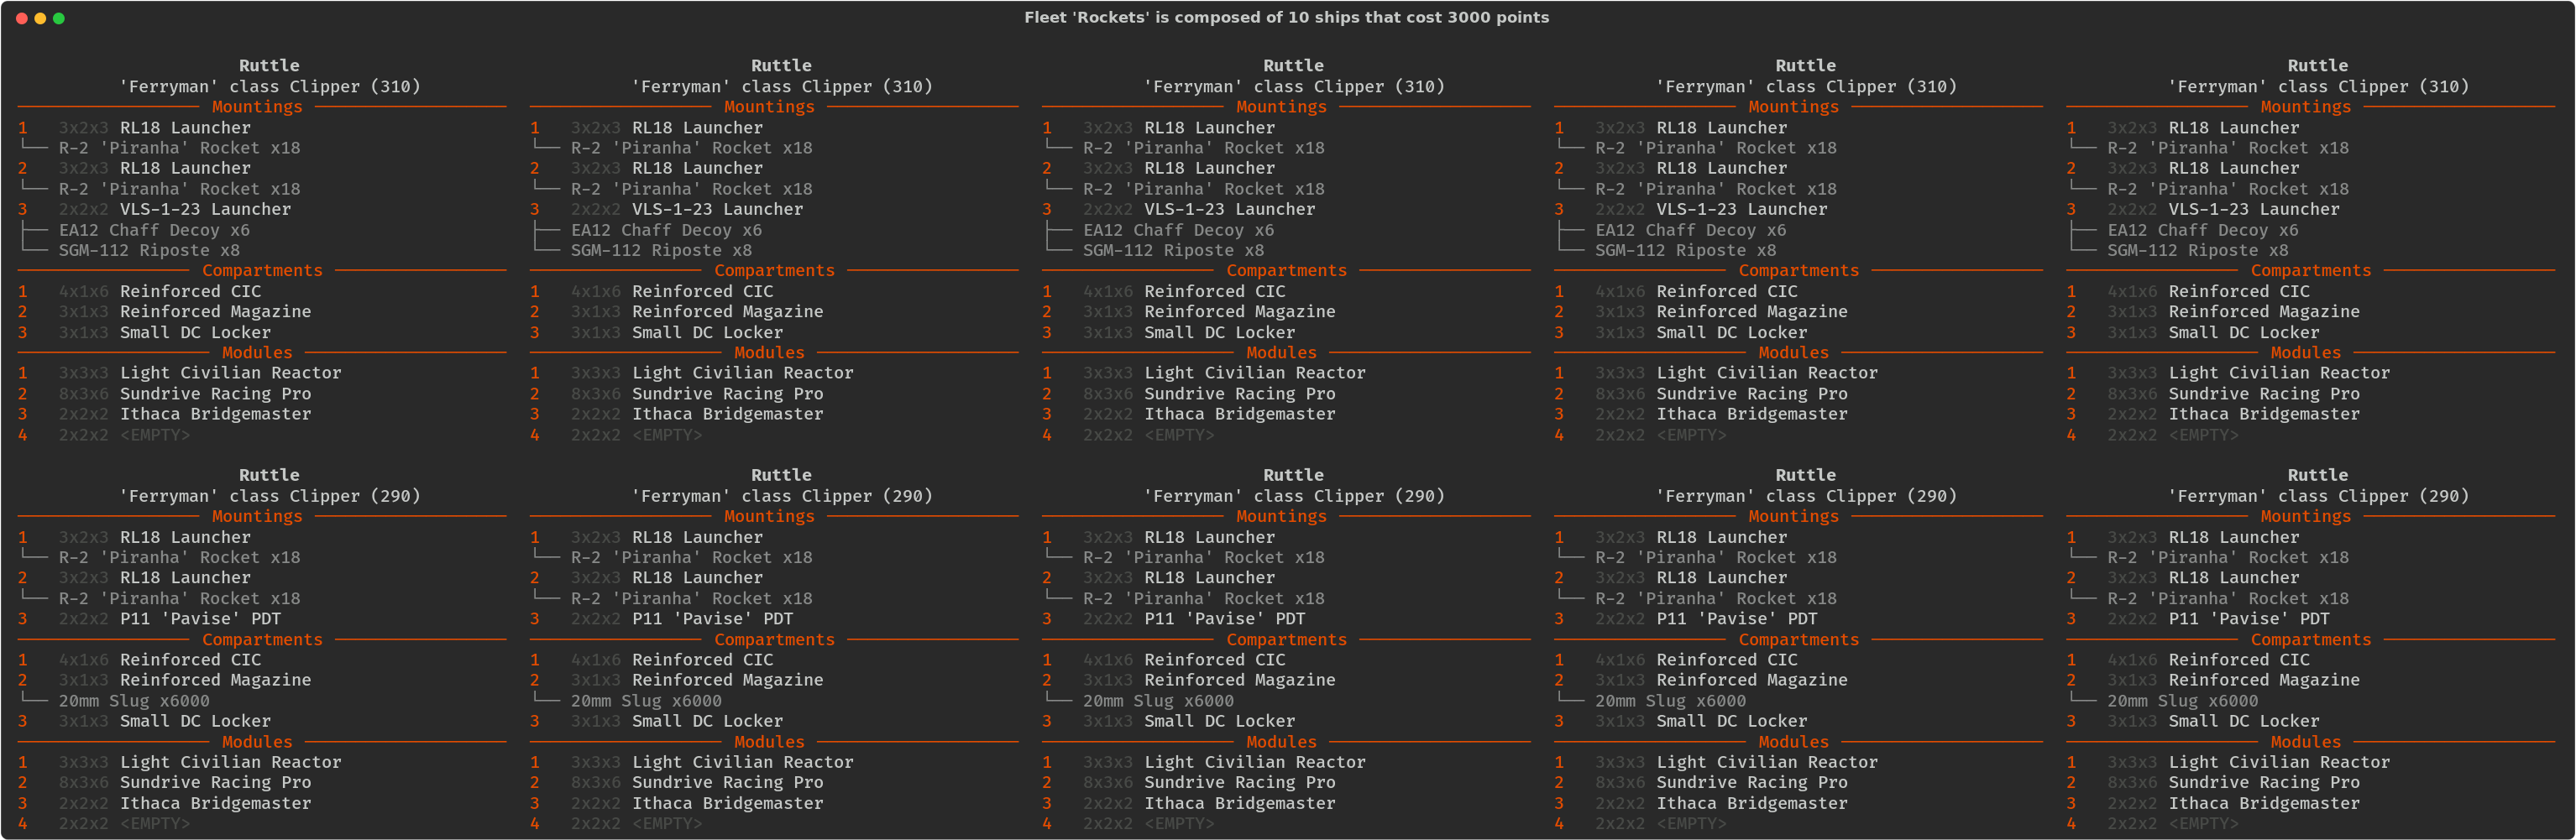 Fleet 'Rockets' is composed of 10 ships that cost 3000 points
Ruttle
'Ferryman' class Clipper (310)
Mountings
1 3x2x3 RL18 Launcher
R-2 'Piranha' Rocket x18
2 3x2x3 RL18 Launcher
R-2 'Piranha' Rocket x18
3 2x2x2 VLS-1-23 Launcher
EA12 Chaff Decoy x6
SGM-112 Riposte x8
Compartments
1 4x1x6 Reinforced CIC
2 3x1x3 Reinforced Magazine
3 3x1x3 Small DC Locker
Modules
1 3x3x3 Light Civilian Reactor
2 8x3x6 Sundrive Racing Pro
3 2x2x2 Ithaca Bridgemaster
4 2x2x2 <EMPTY>
Ruttle
'Ferryman' class Clipper (310)
Mountings
1 3x2x3 RL18 Launcher
R-2 'Piranha' Rocket x18
2 3x2x3 RL18 Launcher
R-2 'Piranha' Rocket x18
3 2x2x2 VLS-1-23 Launcher
EA12 Chaff Decoy x6
SGM-112 Riposte x8
Compartments
1 4x1x6 Reinforced CIC
2 3x1x3 Reinforced Magazine
3 3x1x3 Small DC Locker
Modules
1 3x3x3 Light Civilian Reactor
2 8x3x6 Sundrive Racing Pro
3 2x2x2 Ithaca Bridgemaster
4 2x2x2 <EMPTY>
Ruttle
'Ferryman' class Clipper (310)
Mountings
1 3x2x3 RL18 Launcher
R-2 'Piranha' Rocket x18
2 3x2x3 RL18 Launcher
R-2 'Piranha' Rocket x18
3 2x2x2 VLS-1-23 Launcher
EA12 Chaff Decoy x6
SGM-112 Riposte x8
Compartments
1 4x1x6 Reinforced CIC
2 3x1x3 Reinforced Magazine
3 3x1x3 Small DC Locker
Modules
1 3x3x3 Light Civilian Reactor
2 8x3x6 Sundrive Racing Pro
3 2x2x2 Ithaca Bridgemaster
4 2x2x2 <EMPTY>
Ruttle
'Ferryman' class Clipper (310)
Mountings
1 3x2x3 RL18 Launcher
R-2 'Piranha' Rocket x18
2 3x2x3 RL18 Launcher
R-2 'Piranha' Rocket x18
3 2x2x2 VLS-1-23 Launcher
EA12 Chaff Decoy x6
SGM-112 Riposte x8
Compartments
1 4x1x6 Reinforced CIC
2 3x1x3 Reinforced Magazine
3 3x1x3 Small DC Locker
Modules
1 3x3x3 Light Civilian Reactor
2 8x3x6 Sundrive Racing Pro
3 2x2x2 Ithaca Bridgemaster
4 2x2x2 <EMPTY>
Ruttle
'Ferryman' class Clipper (310)
Mountings
1 3x2x3 RL18 Launcher
R-2 'Piranha' Rocket x18
2 3x2x3 RL18 Launcher
R-2 'Piranha' Rocket x18
3 2x2x2 VLS-1-23 Launcher
EA12 Chaff Decoy x6
SGM-112 Riposte x8
Compartments
1 4x1x6 Reinforced CIC
2 3x1x3 Reinforced Magazine
3 3x1x3 Small DC Locker
Modules
1 3x3x3 Light Civilian Reactor
2 8x3x6 Sundrive Racing Pro
3 2x2x2 Ithaca Bridgemaster
4 2x2x2 <EMPTY>
Ruttle
'Ferryman' class Clipper (290)
Mountings
1 3x2x3 RL18 Launcher
R-2 'Piranha' Rocket x18
2 3x2x3 RL18 Launcher
R-2 'Piranha' Rocket x18
3 2x2x2 P11 'Pavise' PDT
Compartments
1 4x1x6 Reinforced CIC
2 3x1x3 Reinforced Magazine
20mm Slug x6000
3 3x1x3 Small DC Locker
Modules
1 3x3x3 Light Civilian Reactor
2 8x3x6 Sundrive Racing Pro
3 2x2x2 Ithaca Bridgemaster
4 2x2x2 <EMPTY>
Ruttle
'Ferryman' class Clipper (290)
Mountings
1 3x2x3 RL18 Launcher
R-2 'Piranha' Rocket x18
2 3x2x3 RL18 Launcher
R-2 'Piranha' Rocket x18
3 2x2x2 P11 'Pavise' PDT
Compartments
1 4x1x6 Reinforced CIC
2 3x1x3 Reinforced Magazine
20mm Slug x6000
3 3x1x3 Small DC Locker
Modules
1 3x3x3 Light Civilian Reactor
2 8x3x6 Sundrive Racing Pro
3 2x2x2 Ithaca Bridgemaster
4 2x2x2 <EMPTY>
Ruttle
'Ferryman' class Clipper (290)
Mountings
1 3x2x3 RL18 Launcher
R-2 'Piranha' Rocket x18
2 3x2x3 RL18 Launcher
R-2 'Piranha' Rocket x18
3 2x2x2 P11 'Pavise' PDT
Compartments
1 4x1x6 Reinforced CIC
2 3x1x3 Reinforced Magazine
20mm Slug x6000
3 3x1x3 Small DC Locker
Modules
1 3x3x3 Light Civilian Reactor
2 8x3x6 Sundrive Racing Pro
3 2x2x2 Ithaca Bridgemaster
4 2x2x2 <EMPTY>
Ruttle
'Ferryman' class Clipper (290)
Mountings
1 3x2x3 RL18 Launcher
R-2 'Piranha' Rocket x18
2 3x2x3 RL18 Launcher
R-2 'Piranha' Rocket x18
3 2x2x2 P11 'Pavise' PDT
Compartments
1 4x1x6 Reinforced CIC
2 3x1x3 Reinforced Magazine
20mm Slug x6000
3 3x1x3 Small DC Locker
Modules
1 3x3x3 Light Civilian Reactor
2 8x3x6 Sundrive Racing Pro
3 2x2x2 Ithaca Bridgemaster
4 2x2x2 <EMPTY>
Ruttle
'Ferryman' class Clipper (290)
Mountings
1 3x2x3 RL18 Launcher
R-2 'Piranha' Rocket x18
2 3x2x3 RL18 Launcher
R-2 'Piranha' Rocket x18
3 2x2x2 P11 'Pavise' PDT
Compartments
1 4x1x6 Reinforced CIC
2 3x1x3 Reinforced Magazine
20mm Slug x6000
3 3x1x3 Small DC Locker
Modules
1 3x3x3 Light Civilian Reactor
2 8x3x6 Sundrive Racing Pro
3 2x2x2 Ithaca Bridgemaster
4 2x2x2 <EMPTY>